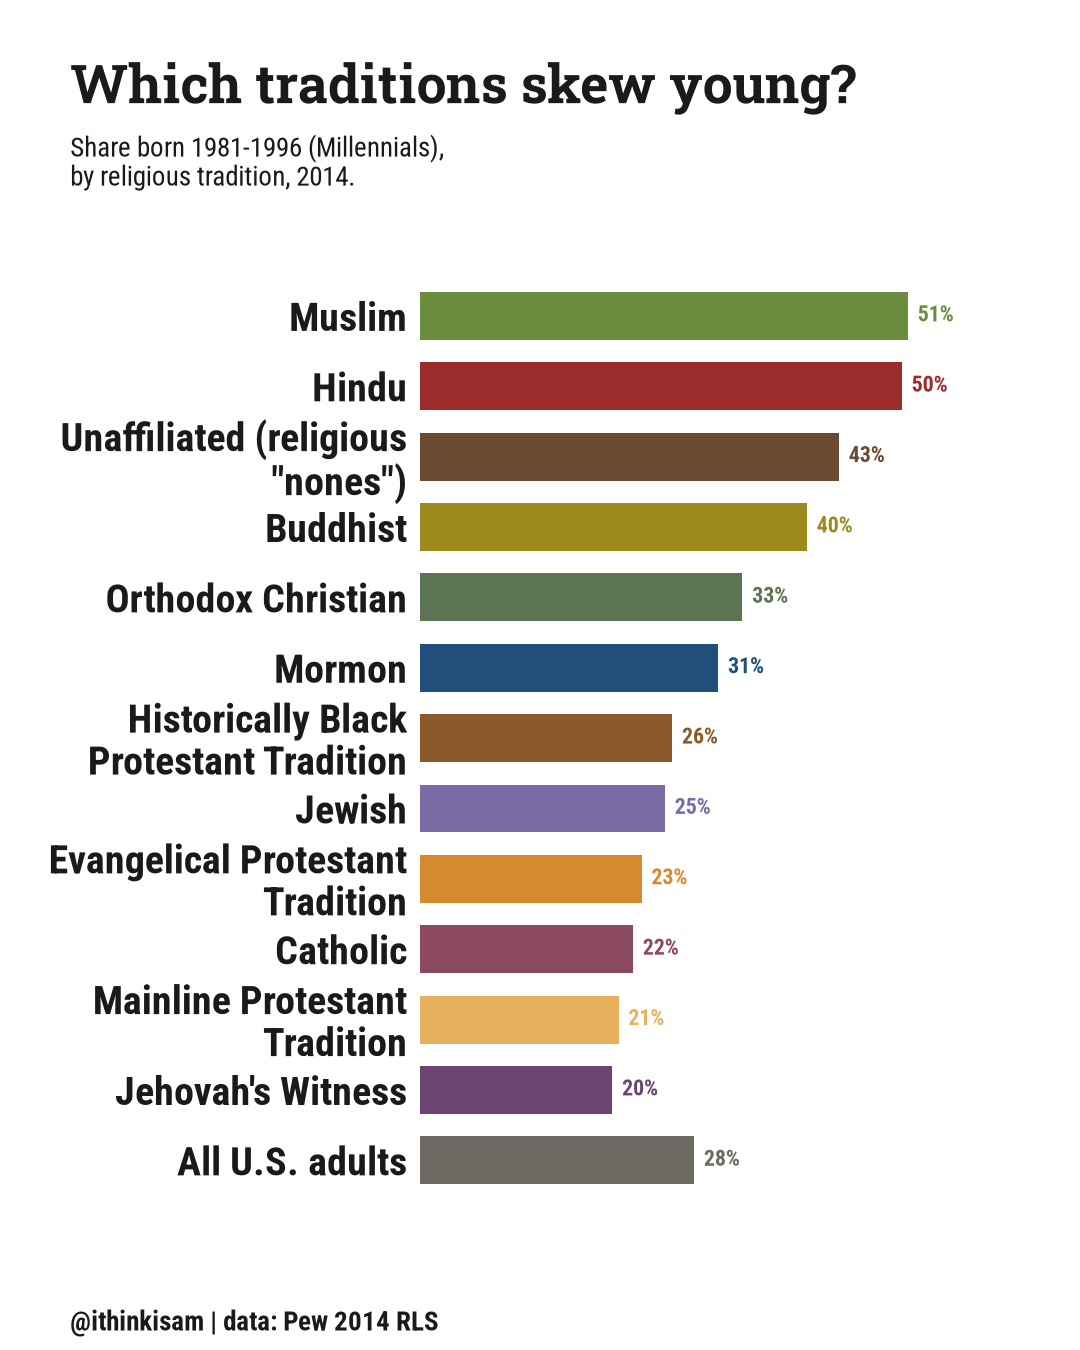 Which traditions skew young?
Share born 1981-1996 (Millennials),
by religious tradition, 2014.
Muslim 51%
Hindu 50%
Unaffiliated (religious
"nones") 43%
Buddhist 40%
Orthodox Christian 33%
Mormon 31%
Historically Black
Protestant Tradition 26%
Jewish 25%
Evangelical Protestant
Tradition 23%
Catholic 22%
Mainline Protestant
Tradition 21%
Jehovah's Witness 20%
All U.S. adults 28%
@ithinkisam | data: Pew 2014 RLS